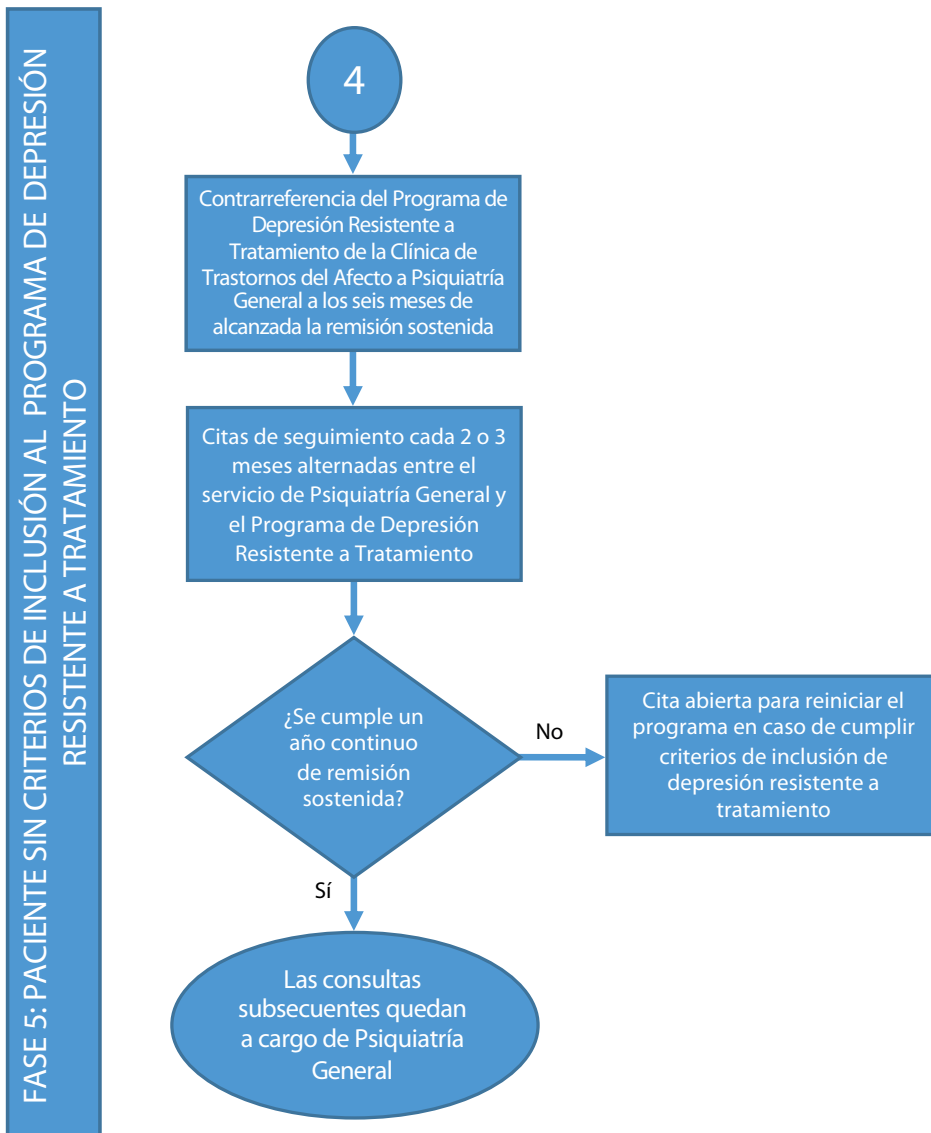 FASE 5: PACIENTE SIN CRITERIOS DE INCLUSIÓN AL PROGRAMA DE DEPRESIÓN
RESISTENTE A TRATAMIENTO
4
Contrarreferencia del Programa de
Depresión Resistente a
Tratamiento de la Clínica de
Trastornos del Afecto a Psiquiatría
General a los seis meses de
alcanzada la remisión sostenida
Citas de seguimiento cada 2 o 3
meses alternadas entre el
servicio de Psiquiatría General y
el Programa de Depresión
Resistente a Tratamiento
¿Se cumple un
año continuo
de remisión
sostenida?
No
Cita abierta para reiniciar el
programa en caso de cumplir
criterios de inclusión de
depresión resistente a
tratamiento
Sí
Las consultas
subsecuentes quedan
a cargo de Psiquiatría
General